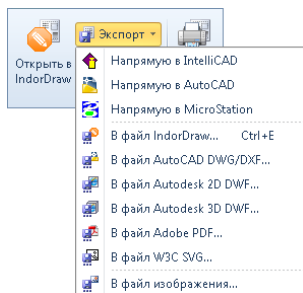 Экспорт
Открыть в
IndorDraw
Напрямую в IntelliCAD
Напрямую в AutoCAD
Напрямую в MicroStation
В файл IndorDraw... Ctrl+E
В файл AutoCAD DWG/DXF...
В файл Autodesk 2D DWF...
В файл Autodesk 3D DWF...
В файл Adobe PDF...
В файл W3C SVG...
В файл изображения...